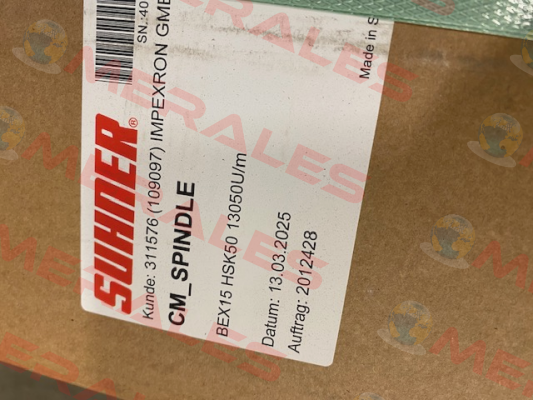 SN.:40
SUHNER®
Kunde: 311576 (109097) IMPEXRON GMB
CM_SPINDLE
BEX15 HSK50 13050U/m
Datum: 13.03.2025
Auftrag: 2012428
Made in S
MERALES